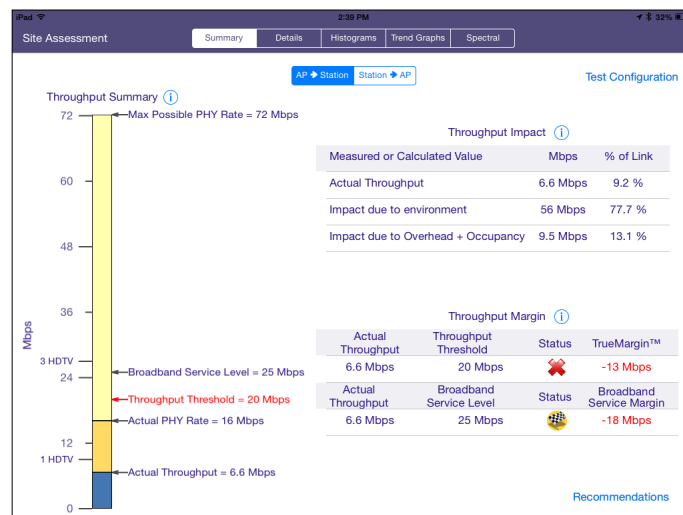 iPad 2:39 PM 32%
Site Assessment Summary Details Histograms Trend Graphs Spectral
AP → Station Station → AP
Test Configuration
Throughput Summary i
72 Max Possible PHY Rate = 72 Mbps
60
48
36
Mbps
3 HDTV
Broadband Service Level = 25 Mbps
24
Throughput Threshold = 20 Mbps
Actual PHY Rate = 16 Mbps
12
1 HDTV
Actual Throughput = 6.6 Mbps
0
Throughput Impact i
Measured or Calculated Value Mbps % of Link
Actual Throughput 6.6 Mbps 9.2 %
Impact due to environment 56 Mbps 77.7 %
Impact due to Overhead + Occupancy 9.5 Mbps 13.1 %
Throughput Margin i
Actual Throughput Status TrueMargin™
Throughput Threshold
6.6 Mbps 20 Mbps -13 Mbps
Actual Broadband Status Broadband
Throughput Service Level Service Margin
6.6 Mbps 25 Mbps -18 Mbps
Recommendations